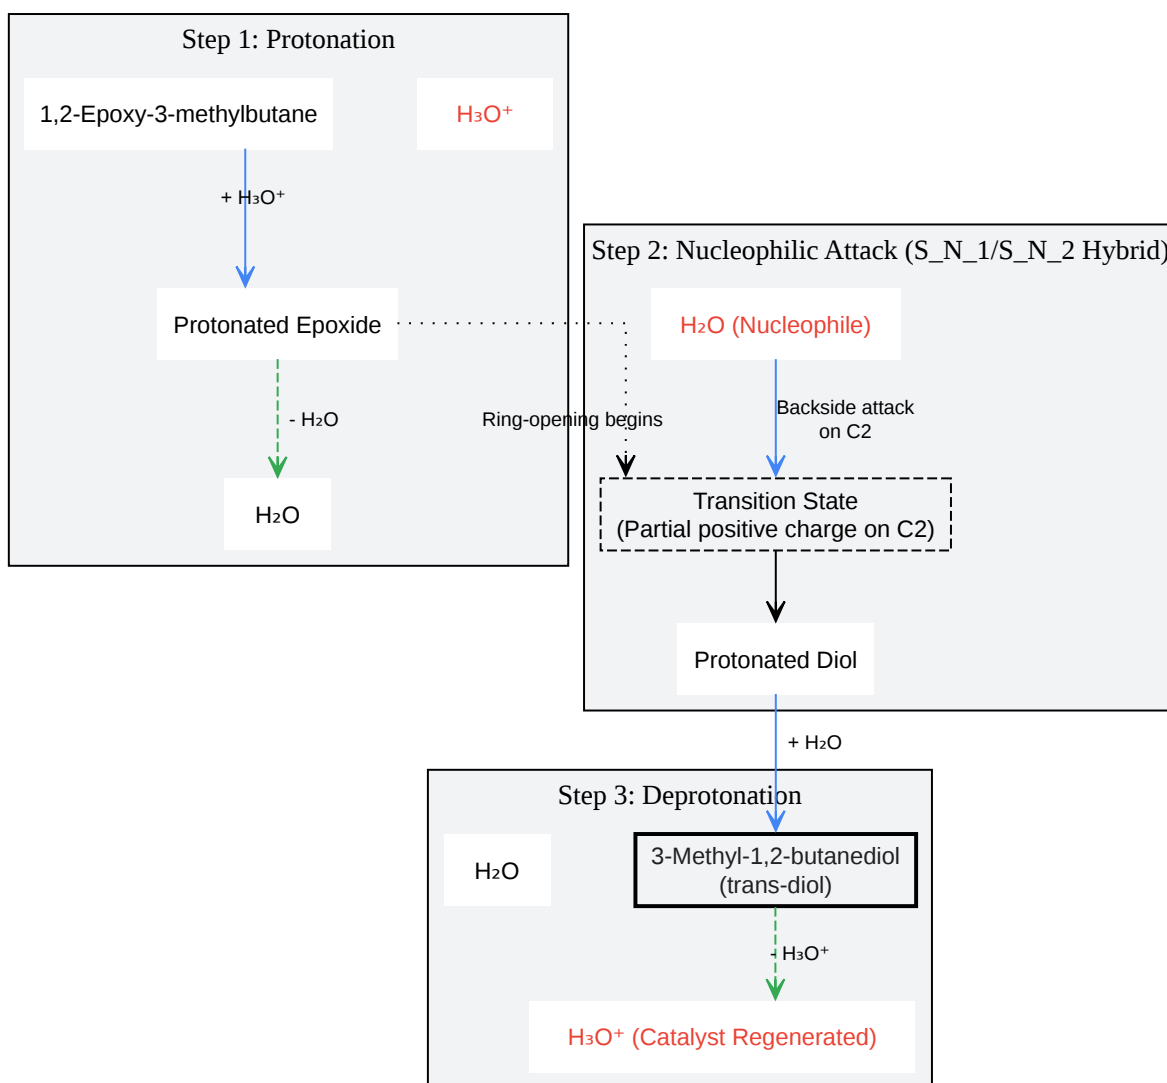 Step 1: Protonation
1,2-Epoxy-3-methylbutane
H₃O⁺
+ H₃O⁺
Protonated Epoxide
- H₂O
H₂O
Ring-opening begins
Step 2: Nucleophilic Attack (S_N_1/S_N_2 Hybrid)
H₂O (Nucleophile)
Backside attack
on C2
Transition State
(Partial positive charge on C2)
Protonated Diol
+ H₂O
Step 3: Deprotonation
H₂O
3-Methyl-1,2-butanediol
(trans-diol)
- H₃O⁺
H₃O⁺ (Catalyst Regenerated)